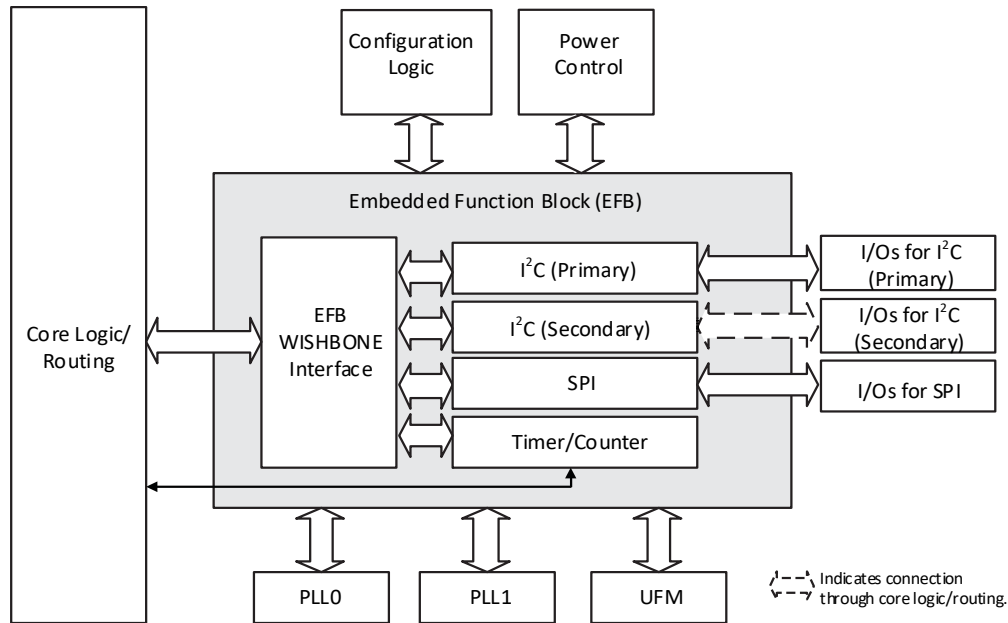 Configuration
Logic
Power
Control
Embedded Function Block (EFB)
Core Logic/
Routing
EFB
WISHBONE
Interface
I²C (Primary)
I²C (Secondary)
SPI
Timer/Counter
I/Os for I²C
(Primary)
I/Os for I²C
(Secondary)
I/Os for SPI
PLL0
PLL1
UFM
Indicates connection
through core logic/routing.